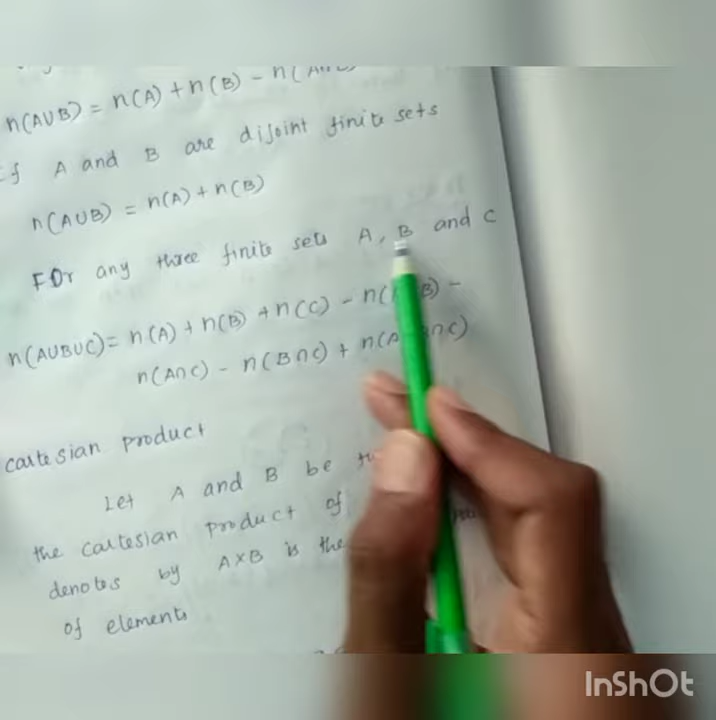 n(AUB) = n(A) + n(B) - n(
If A and B are dijoint finite sets
n(AUB) = n(A) + n(B)
FOr any three finite sets A, B and C
n(AUBUC) = n(A) + n(B) + n(C) - n( B) -
n(A∩C) - n(B∩C) + n(A ∩C)
cartesian product
Let A and B be
the cartesian product of
denotes by A×B is the
of elements
InShOt